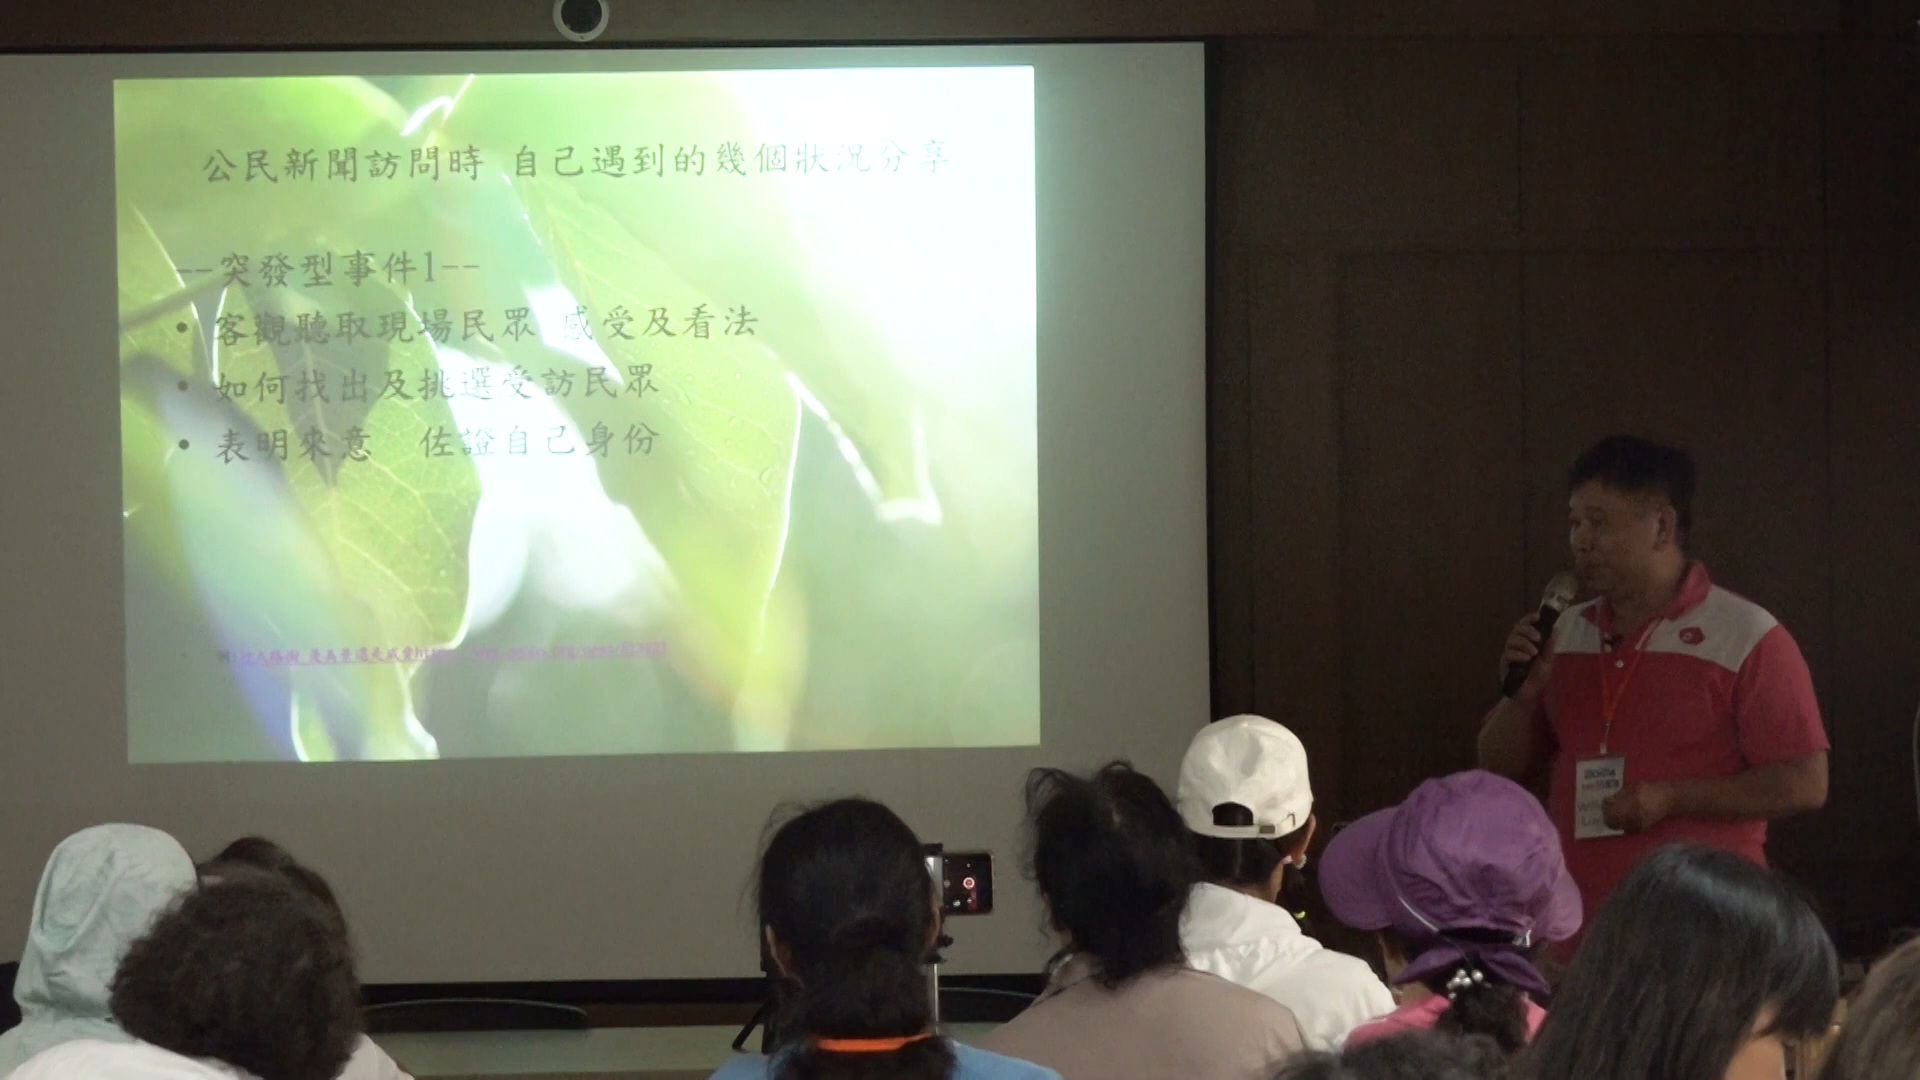 公民新聞訪問時 自己遇到的幾個狀況分享
--突發型事件1--
• 客觀聽取現場民眾 感受及看法
• 如何找出及挑選受訪民眾
• 表明來意 佐證自己身份